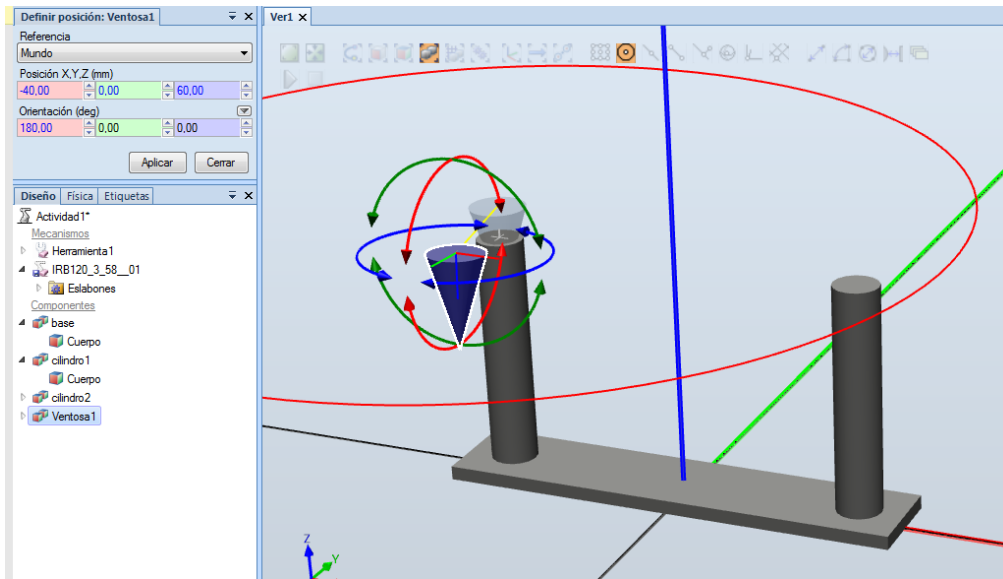 Definir posición: Ventosa1
Referencia
Mundo
Posición X,Y,Z (mm)
-40,00 0,00 60,00
Orientación (deg)
180,00 0,00 0,00
Aplicar Cerrar
Diseño Física Etiquetas
Actividad1*
Mecanismos
Herramienta1
IRB120_3_58__01
Eslabones
Componentes
base
Cuerpo
cilindro1
Cuerpo
cilindro2
Ventosa1
Ver1
Z
Y